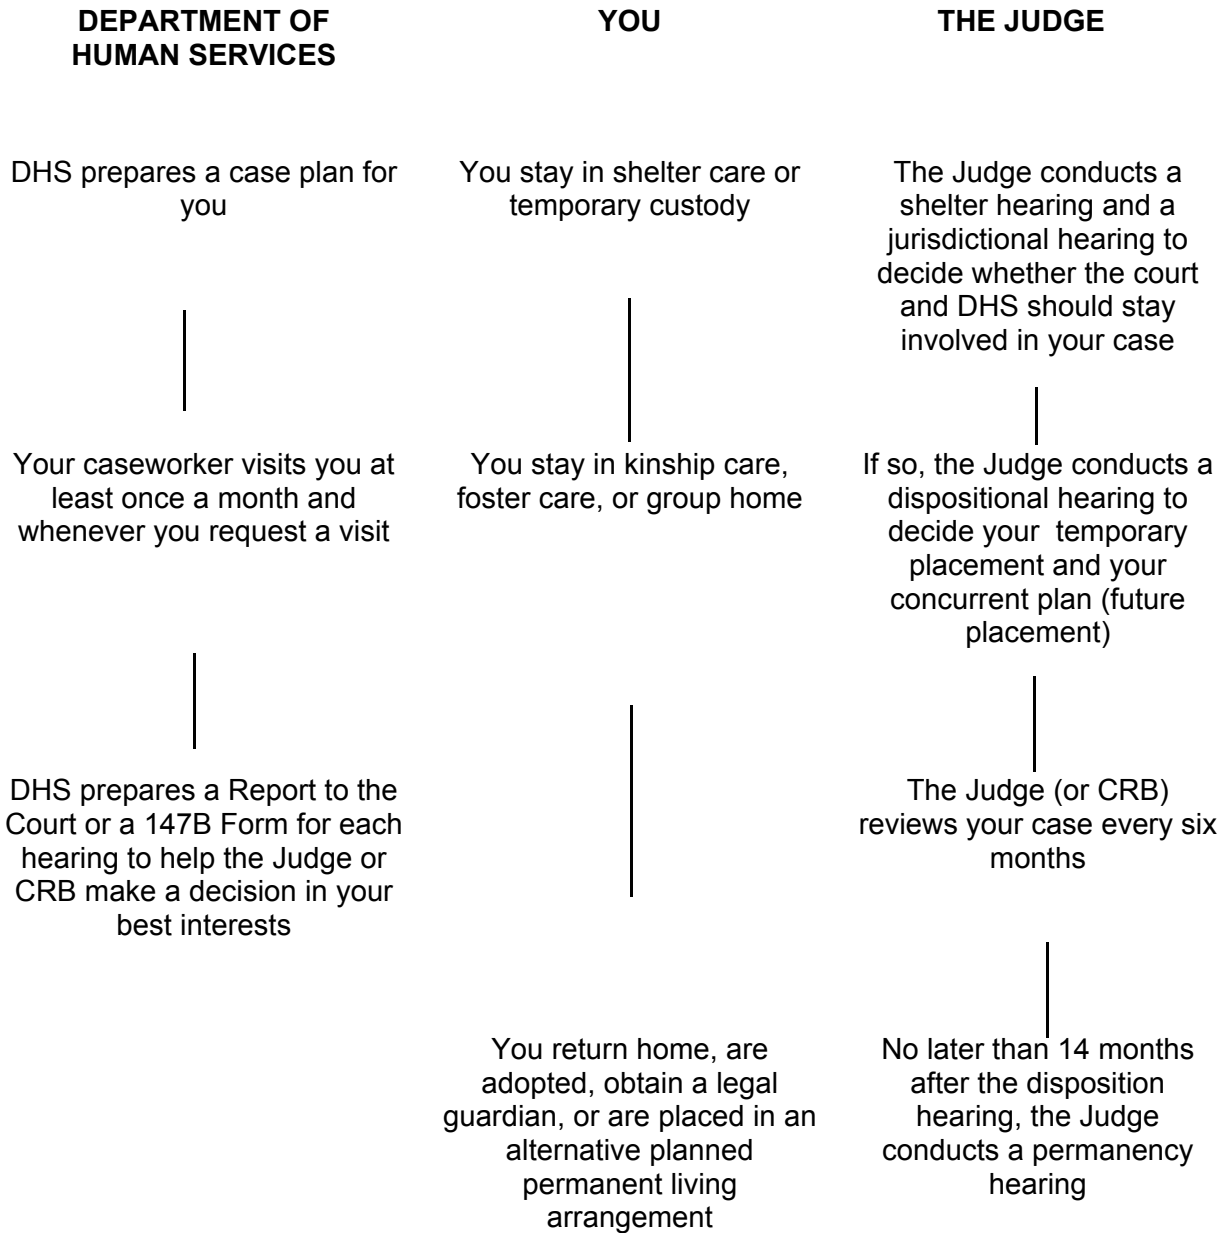 DEPARTMENT OF
HUMAN SERVICES
YOU
THE JUDGE
DHS prepares a case plan for
you
You stay in shelter care or
temporary custody
The Judge conducts a
shelter hearing and a
jurisdictional hearing to
decide whether the court
and DHS should stay
involved in your case
Your caseworker visits you at
least once a month and
whenever you request a visit
You stay in kinship care,
foster care, or group home
If so, the Judge conducts a
dispositional hearing to
decide your  temporary
placement and your
concurrent plan (future
placement)
DHS prepares a Report to the
Court or a 147B Form for each
hearing to help the Judge or
CRB make a decision in your
best interests
The Judge (or CRB)
reviews your case every six
months
You return home, are
adopted, obtain a legal
guardian, or are placed in an
alternative planned
permanent living
arrangement
No later than 14 months
after the disposition
hearing, the Judge
conducts a permanency
hearing